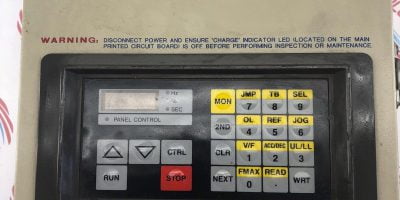 WARNING: DISCONNECT POWER AND ENSURE 'CHARGE' INDICATOR LED (LOCATED ON THE MAIN
PRINTED CIRCUIT BOARD) IS OFF BEFORE PERFORMING INSPECTION OR MAINTENANCE.
Hz
%
SEC
PANEL CONTROL
MON
JMP
7
TB
8
SEL
9
2ND
OL
4
REF
5
JOG
6
CTRL
CLR
V/F
1
ACC/DEC
2
UL/LL
3
RUN
STOP
NEXT
FMAX
0
READ
.
WRT